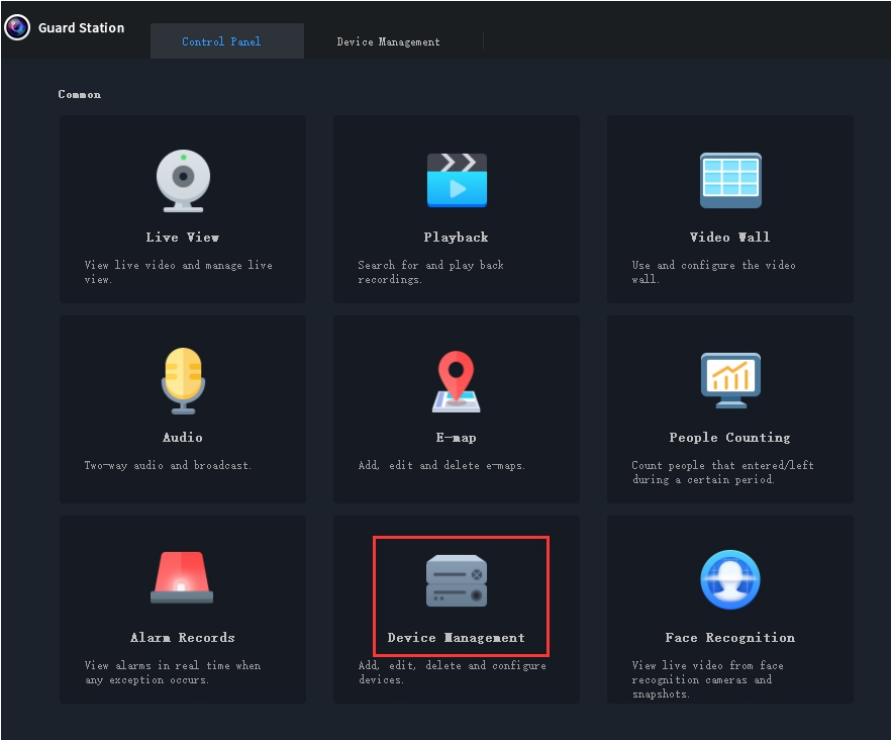 Guard Station
Control Panel
Device Management
Common
Live View
View live video and manage live
view.
Playback
Search for and play back
recordings.
Video Wall
Use and configure the video
wall.
Audio
Two-way audio and broadcast.
E-map
Add, edit and delete e-maps.
People Counting
Count people that entered/left
during a certain period.
Alarm Records
View alarms in real time when
any exception occurs.
Device Management
Add, edit, delete and configure
devices.
Face Recognition
View live video from face
recognition cameras and
snapshots.